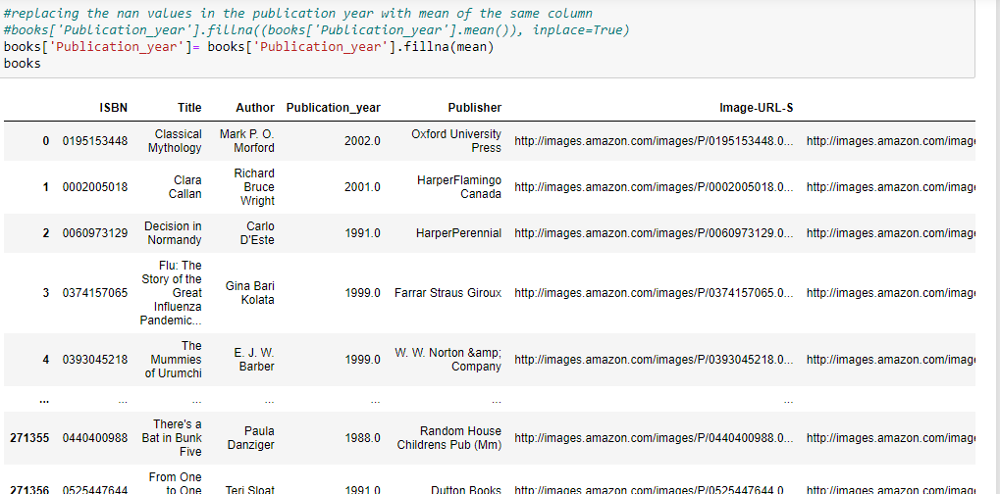 #replacing the nan values in the publication year with mean of the same column
#books['Publication_year'].fillna((books['Publication_year'].mean()), inplace=True)
books['Publication_year']= books['Publication_year'].fillna(mean)
books
ISBN Title Author Publication_year Publisher Image-URL-S
0 0195153448 Classical Mythology Mark P. O. Morford 2002.0 Oxford University Press http://images.amazon.com/images/P/0195153448.0... http://images.amazon.com/imag
1 0002005018 Clara Callan Richard Bruce Wright 2001.0 HarperFlamingo Canada http://images.amazon.com/images/P/0002005018.0... http://images.amazon.com/imag
2 0060973129 Decision in Normandy Carlo D'Este 1991.0 HarperPerennial http://images.amazon.com/images/P/0060973129.0... http://images.amazon.com/imag
3 0374157065 Flu: The Story of the Great Influenza Pandemic... Gina Bari Kolata 1999.0 Farrar Straus Giroux http://images.amazon.com/images/P/0374157065.0... http://images.amazon.com/imag
4 0393045218 The Mummies of Urumchi E. J. W. Barber 1999.0 W. W. Norton &amp; Company http://images.amazon.com/images/P/0393045218.0... http://images.amazon.com/imag
... ... ... ... ... ... ...
271355 0440400988 There's a Bat in Bunk Five Paula Danziger 1988.0 Random House Childrens Pub (Mm) http://images.amazon.com/images/P/0440400988.0... http://images.amazon.com/imag
271356 0525447644 From One to One Teri Sloat 1991.0 Dutton Books http://images.amazon.com/images/P/0525447644.0... http://images.amazon.com/imag